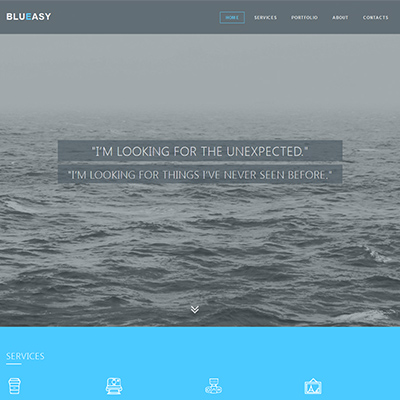 BLUEASY
HOME SERVICES PORTFOLIO ABOUT CONTACTS
"I'M LOOKING FOR THE UNEXPECTED."
"I'M LOOKING FOR THINGS I'VE NEVER SEEN BEFORE."
SERVICES